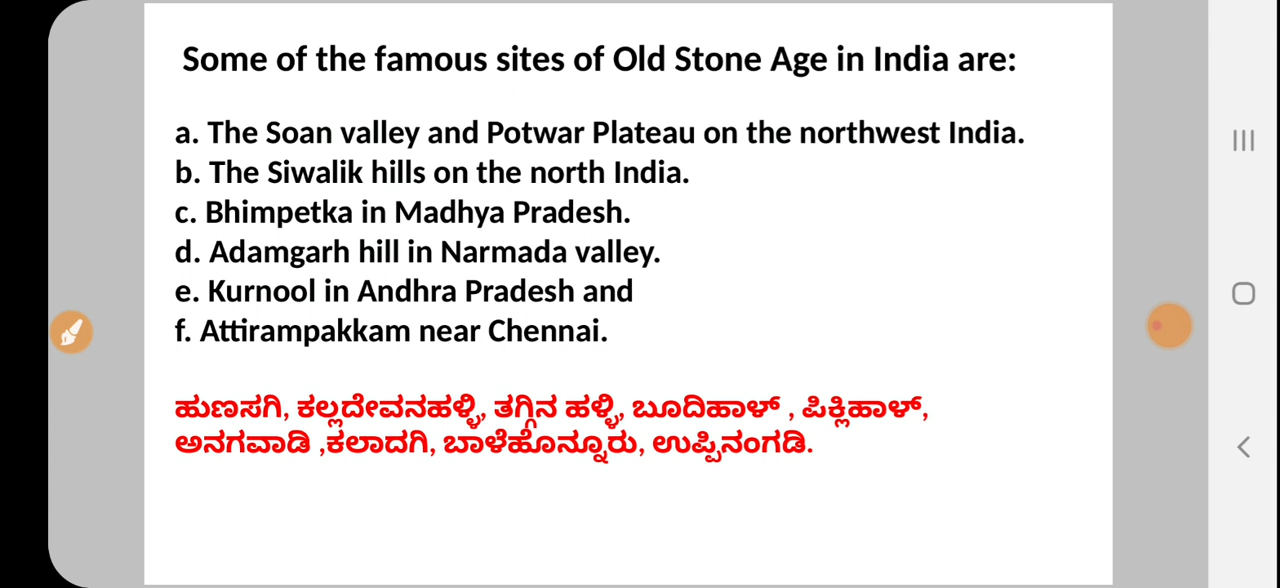 Some of the famous sites of Old Stone Age in India are:
a. The Soan valley and Potwar Plateau on the northwest India.
b. The Siwalik hills on the north India.
c. Bhimpetka in Madhya Pradesh.
d. Adamgarh hill in Narmada valley.
e. Kurnool in Andhra Pradesh and
f. Attirampakkam near Chennai.
ಹುಣಸಗಿ, ಕಲ್ಲದೇವನಹಳ್ಳಿ, ತಗ್ಗಿನ ಹಳ್ಳಿ, ಬೂದಿಹಾಳ್ , ಪಿಕ್ಲಿಹಾಳ್,
ಅನಗವಾಡಿ ,ಕಲಾದಗಿ, ಬಾಳೆಹೊನ್ನೂರು, ಉಪ್ಪಿನಂಗಡಿ.